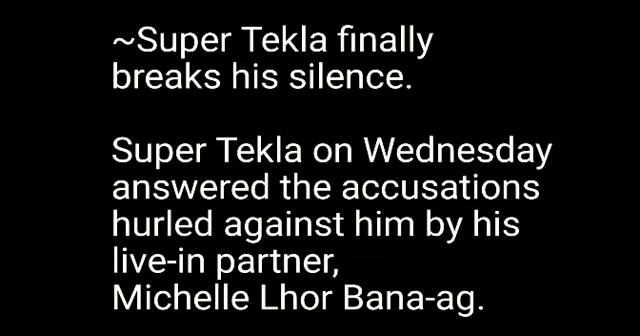 ~Super Tekla finally
breaks his silence.
Super Tekla on Wednesday
answered the accusations
hurled against him by his
live-in partner,
Michelle Lhor Bana-ag.